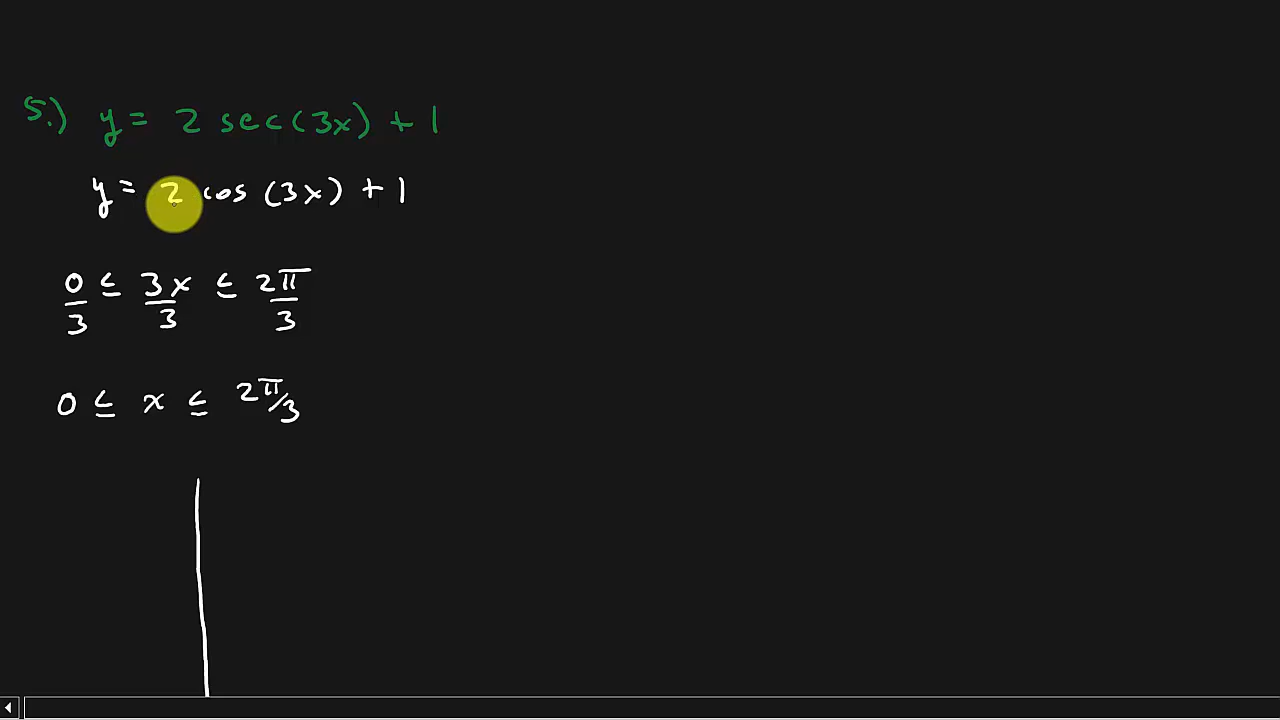 5.) y = 2 sec(3x) + 1
y = 2 cos (3x) + 1
0/3 ≤ 3x/3 ≤ 2π/3
0 ≤ x ≤ 2π/3